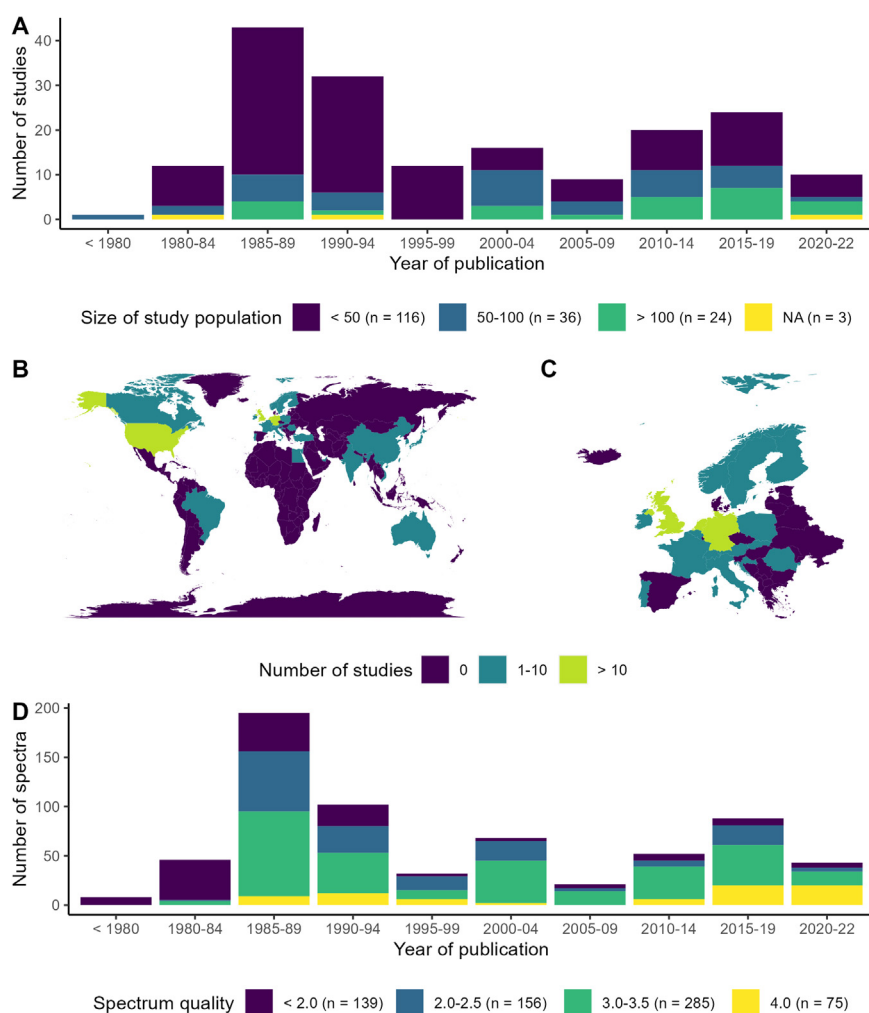 A
Number of studies
40
30
20
10
0
< 1980 1980-84 1985-89 1990-94 1995-99 2000-04 2005-09 2010-14 2015-19 2020-22
Year of publication
Size of study population < 50 (n = 116) 50-100 (n = 36) > 100 (n = 24) NA (n = 3)
B C
Number of studies 0 1-10 > 10
D
Number of spectra
200
150
100
50
0
< 1980 1980-84 1985-89 1990-94 1995-99 2000-04 2005-09 2010-14 2015-19 2020-22
Year of publication
Spectrum quality < 2.0 (n = 139) 2.0-2.5 (n = 156) 3.0-3.5 (n = 285) 4.0 (n = 75)